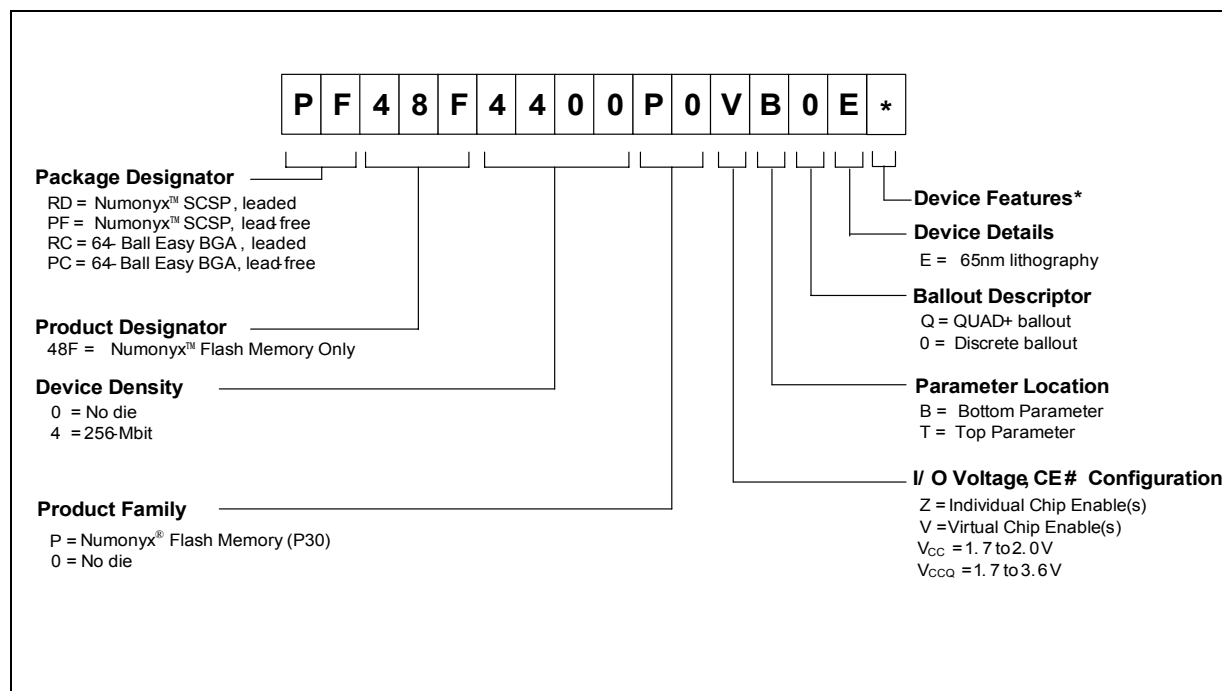 P F 4 8 F 4 4 0 0 P 0 V B 0 E *
Package Designator
RD = Numonyx™ SCSP, leaded
PF = Numonyx™ SCSP, lead-free
RC = 64- Ball Easy BGA , leaded
PC = 64- Ball Easy BGA, lead-free
Product Designator
48F = Numonyx™ Flash Memory Only
Device Density
0 = No die
4 = 256-Mbit
Product Family
P = Numonyx® Flash Memory (P30)
0 = No die
Device Features*
Device Details
E = 65nm lithography
Ballout Descriptor
Q = QUAD+ ballout
0 = Discrete ballout
Parameter Location
B = Bottom Parameter
T = Top Parameter
I/ O Voltage, CE# Configuration
Z = Individual Chip Enable(s)
V = Virtual Chip Enable(s)
VCC = 1. 7 to 2. 0 V
VCCQ = 1. 7 to 3. 6 V